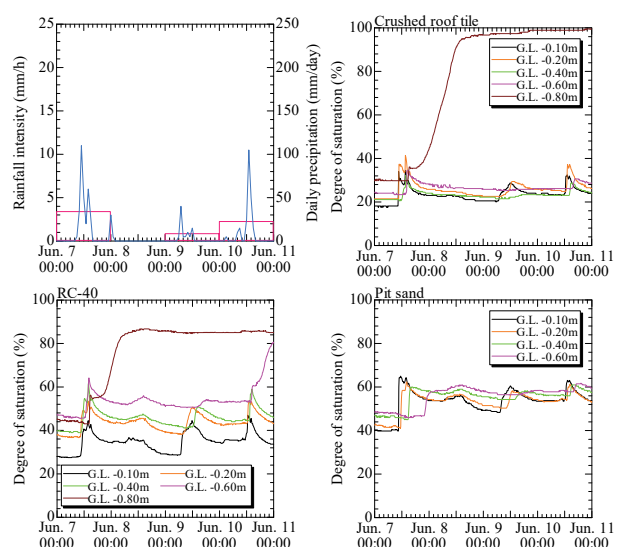 Crushed roof tile
25
20
15
10
5
0
Rainfall intensity (mm/h)
250
200
150
100
50
0
Daily precipitation (mm/day)
Jun. 7 Jun. 8 Jun. 9 Jun. 10 Jun. 11
00:00 00:00 00:00 00:00 00:00
100
80
60
40
20
0
Degree of saturation (%)
G.L. -0.10m
G.L. -0.20m
G.L. -0.40m
G.L. -0.60m
G.L. -0.80m
Jun. 7 Jun. 8 Jun. 9 Jun. 10 Jun. 11
00:00 00:00 00:00 00:00 00:00
RC-40
100
80
60
40
20
0
Degree of saturation (%)
G.L. -0.10m G.L. -0.20m
G.L. -0.40m G.L. -0.60m
G.L. -0.80m
Jun. 7 Jun. 8 Jun. 9 Jun. 10 Jun. 11
00:00 00:00 00:00 00:00 00:00
Pit sand
100
80
60
40
20
0
Degree of saturation (%)
G.L. -0.10m
G.L. -0.20m
G.L. -0.40m
G.L. -0.60m
Jun. 7 Jun. 8 Jun. 9 Jun. 10 Jun. 11
00:00 00:00 00:00 00:00 00:00